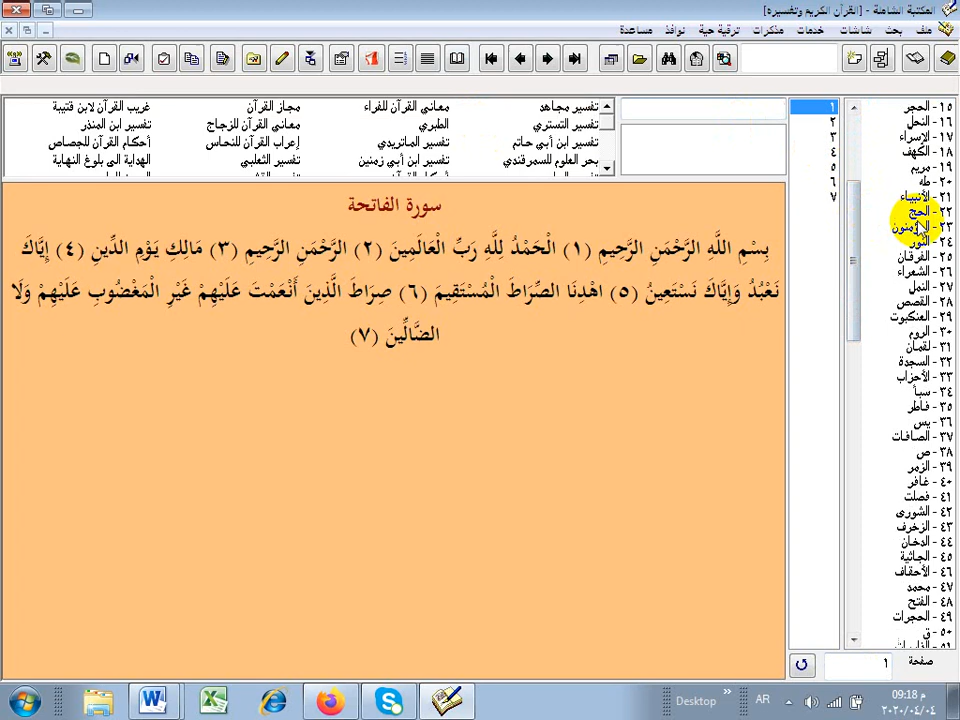 المكتبة الشاملة - [القرآن الكريم وتفسيره]
ملف بحث شاشات خدمات مذكرات ترقية حية نوافذ مساعدة
تفسير مجاهد معاني القرآن للفراء مجاز القرآن غريب القرآن لابن قتيبة
تفسير التستري الطبري معاني القرآن للزجاج تفسير ابن المنذر
تفسير ابن أبي حاتم تفسير الماتريدي إعراب القرآن للنحاس أحكام القرآن للجصاص
بحر العلوم للسمرقندي تفسير ابن أبي زمنين تفسير الثعلبي الهداية الى بلوغ النهاية
سورة الفاتحة
بِسْمِ اللَّهِ الرَّحْمَنِ الرَّحِيمِ (١) الْحَمْدُ لِلَّهِ رَبِّ الْعَالَمِينَ (٢) الرَّحْمَنِ الرَّحِيمِ (٣) مَالِكِ يَوْمِ الدِّينِ (٤) إِيَّاكَ
نَعْبُدُ وَإِيَّاكَ نَسْتَعِينُ (٥) اهْدِنَا الصِّرَاطَ الْمُسْتَقِيمَ (٦) صِرَاطَ الَّذِينَ أَنْعَمْتَ عَلَيْهِمْ غَيْرِ الْمَغْضُوبِ عَلَيْهِمْ وَلَا
الضَّالِّينَ (٧)
١
٢
٣
٤
٥
٦
٧
١٥ - الحجر
١٦ - النحل
١٧ - الإسراء
١٨ - الكهف
١٩ - مريم
٢٠ - طه
٢١ - الأنبياء
٢٢ - الحج
٢٣ - المؤمنون
٢٤ - النور
٢٥ - الفرقان
٢٦ - الشعراء
٢٧ - النمل
٢٨ - القصص
٢٩ - العنكبوت
٣٠ - الروم
٣١ - لقمان
٣٢ - السجدة
٣٣ - الأحزاب
٣٤ - سبأ
٣٥ - فاطر
٣٦ - يس
٣٧ - الصافات
٣٨ - ص
٣٩ - الزمر
٤٠ - غافر
٤١ - فصلت
٤٢ - الشورى
٤٣ - الزخرف
٤٤ - الدخان
٤٥ - الجاثية
٤٦ - الأحقاف
٤٧ - محمد
٤٨ - الفتح
٤٩ - الحجرات
٥٠ - ق
صفحة ١
Desktop
AR
09:18 م
٢٠٢٠/٠٤/٠٤